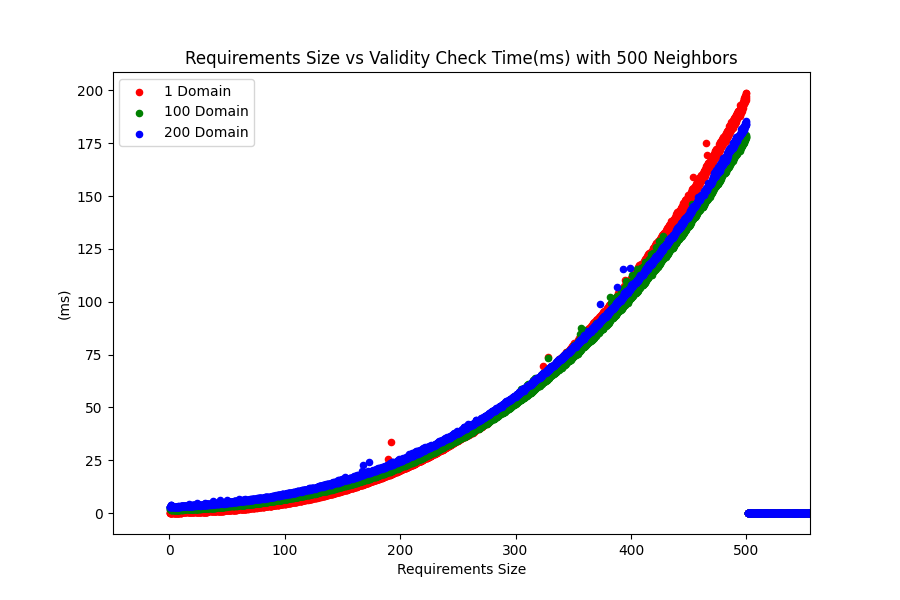 Requirements Size vs Validity Check Time(ms) with 500 Neighbors
1 Domain
100 Domain
200 Domain
200
175
150
125
100
75
50
25
0
(ms)
0 100 200 300 400 500
Requirements Size